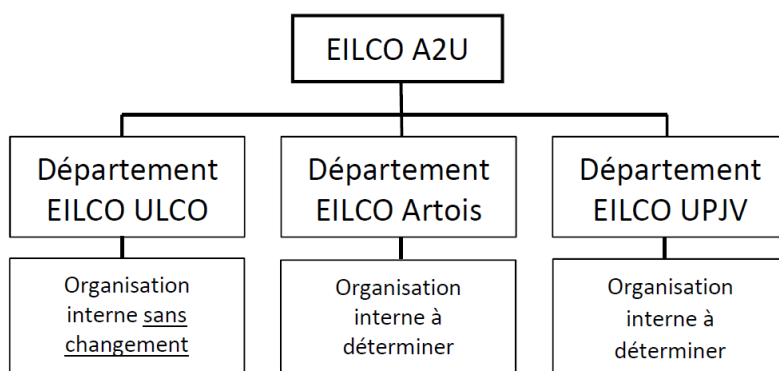 EILCO A2U
Département
EILCO ULCO
Département
EILCO Artois
Département
EILCO UPJV
Organisation
interne sans
changement
Organisation
interne à
déterminer
Organisation
interne à
déterminer